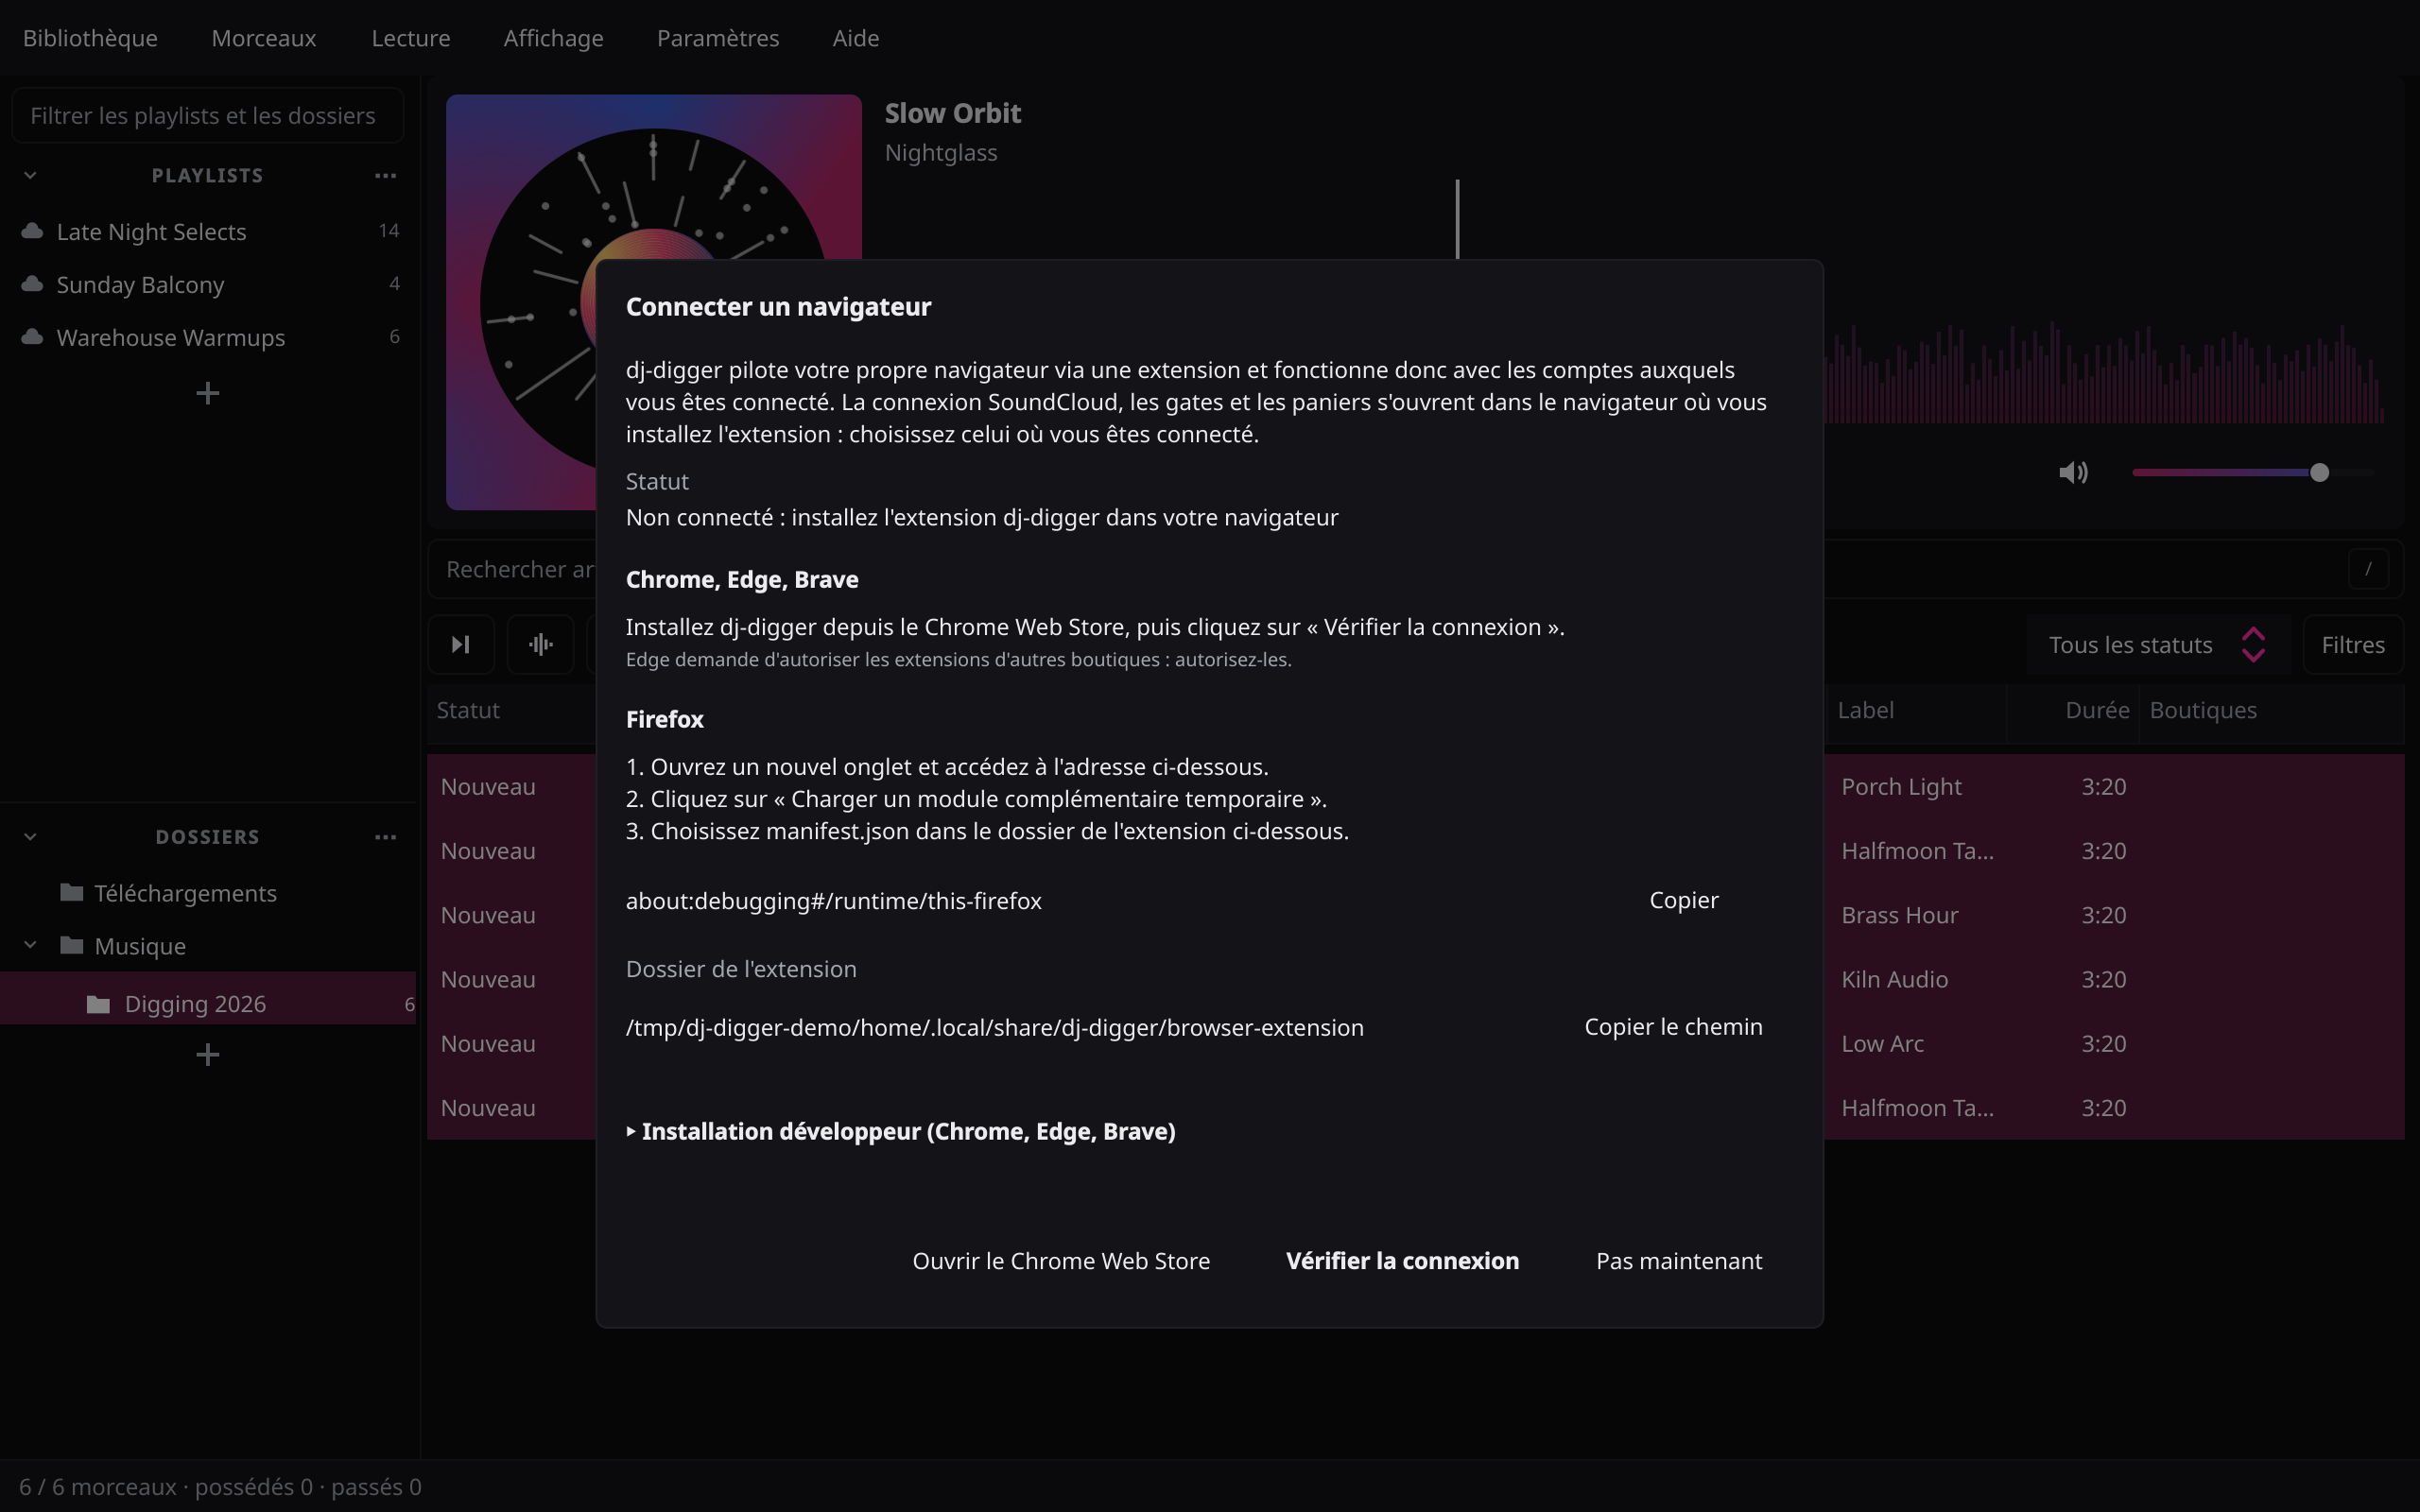 Bibliothèque Morceaux Lecture Affichage Paramètres Aide
Filtrer les playlists et les dossiers
PLAYLISTS
Late Night Selects 14
Sunday Balcony 4
Warehouse Warmups 6
DOSSIERS
Téléchargements
Musique
Digging 2026 6
Slow Orbit
Nightglass
Rechercher ar
/
Tous les statuts
Filtres
Statut Label Durée Boutiques
Nouveau Porch Light 3:20
Nouveau Halfmoon Ta... 3:20
Nouveau Brass Hour 3:20
Nouveau Kiln Audio 3:20
Nouveau Low Arc 3:20
Nouveau Halfmoon Ta... 3:20
Connecter un navigateur
dj-digger pilote votre propre navigateur via une extension et fonctionne donc avec les comptes auxquels
vous êtes connecté. La connexion SoundCloud, les gates et les paniers s'ouvrent dans le navigateur où vous
installez l'extension : choisissez celui où vous êtes connecté.
Statut
Non connecté : installez l'extension dj-digger dans votre navigateur
Chrome, Edge, Brave
Installez dj-digger depuis le Chrome Web Store, puis cliquez sur « Vérifier la connexion ».
Edge demande d'autoriser les extensions d'autres boutiques : autorisez-les.
Firefox
1. Ouvrez un nouvel onglet et accédez à l'adresse ci-dessous.
2. Cliquez sur « Charger un module complémentaire temporaire ».
3. Choisissez manifest.json dans le dossier de l'extension ci-dessous.
about:debugging#/runtime/this-firefox Copier
Dossier de l'extension
/tmp/dj-digger-demo/home/.local/share/dj-digger/browser-extension Copier le chemin
Installation développeur (Chrome, Edge, Brave)
Ouvrir le Chrome Web Store Vérifier la connexion Pas maintenant
6 / 6 morceaux · possédés 0 · passés 0